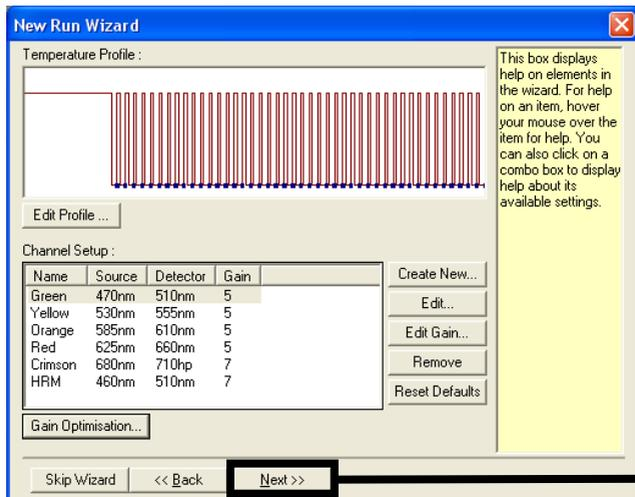 New Run Wizard
Temperature Profile :
This box displays
help on elements in
the wizard. For help
on an item, hover
your mouse over the
item for help. You
can also click on a
combo box to display
help about its
available settings.
Edit Profile ...
Channel Setup :
Name Source Detector Gain
Green 470nm 510nm 5
Yellow 530nm 555nm 5
Orange 585nm 610nm 5
Red 625nm 660nm 5
Crimson 680nm 710hp 7
HRM 460nm 510nm 7
Create New...
Edit...
Edit Gain...
Remove
Reset Defaults
Gain Optimisation...
Skip Wizard << Back Next >>